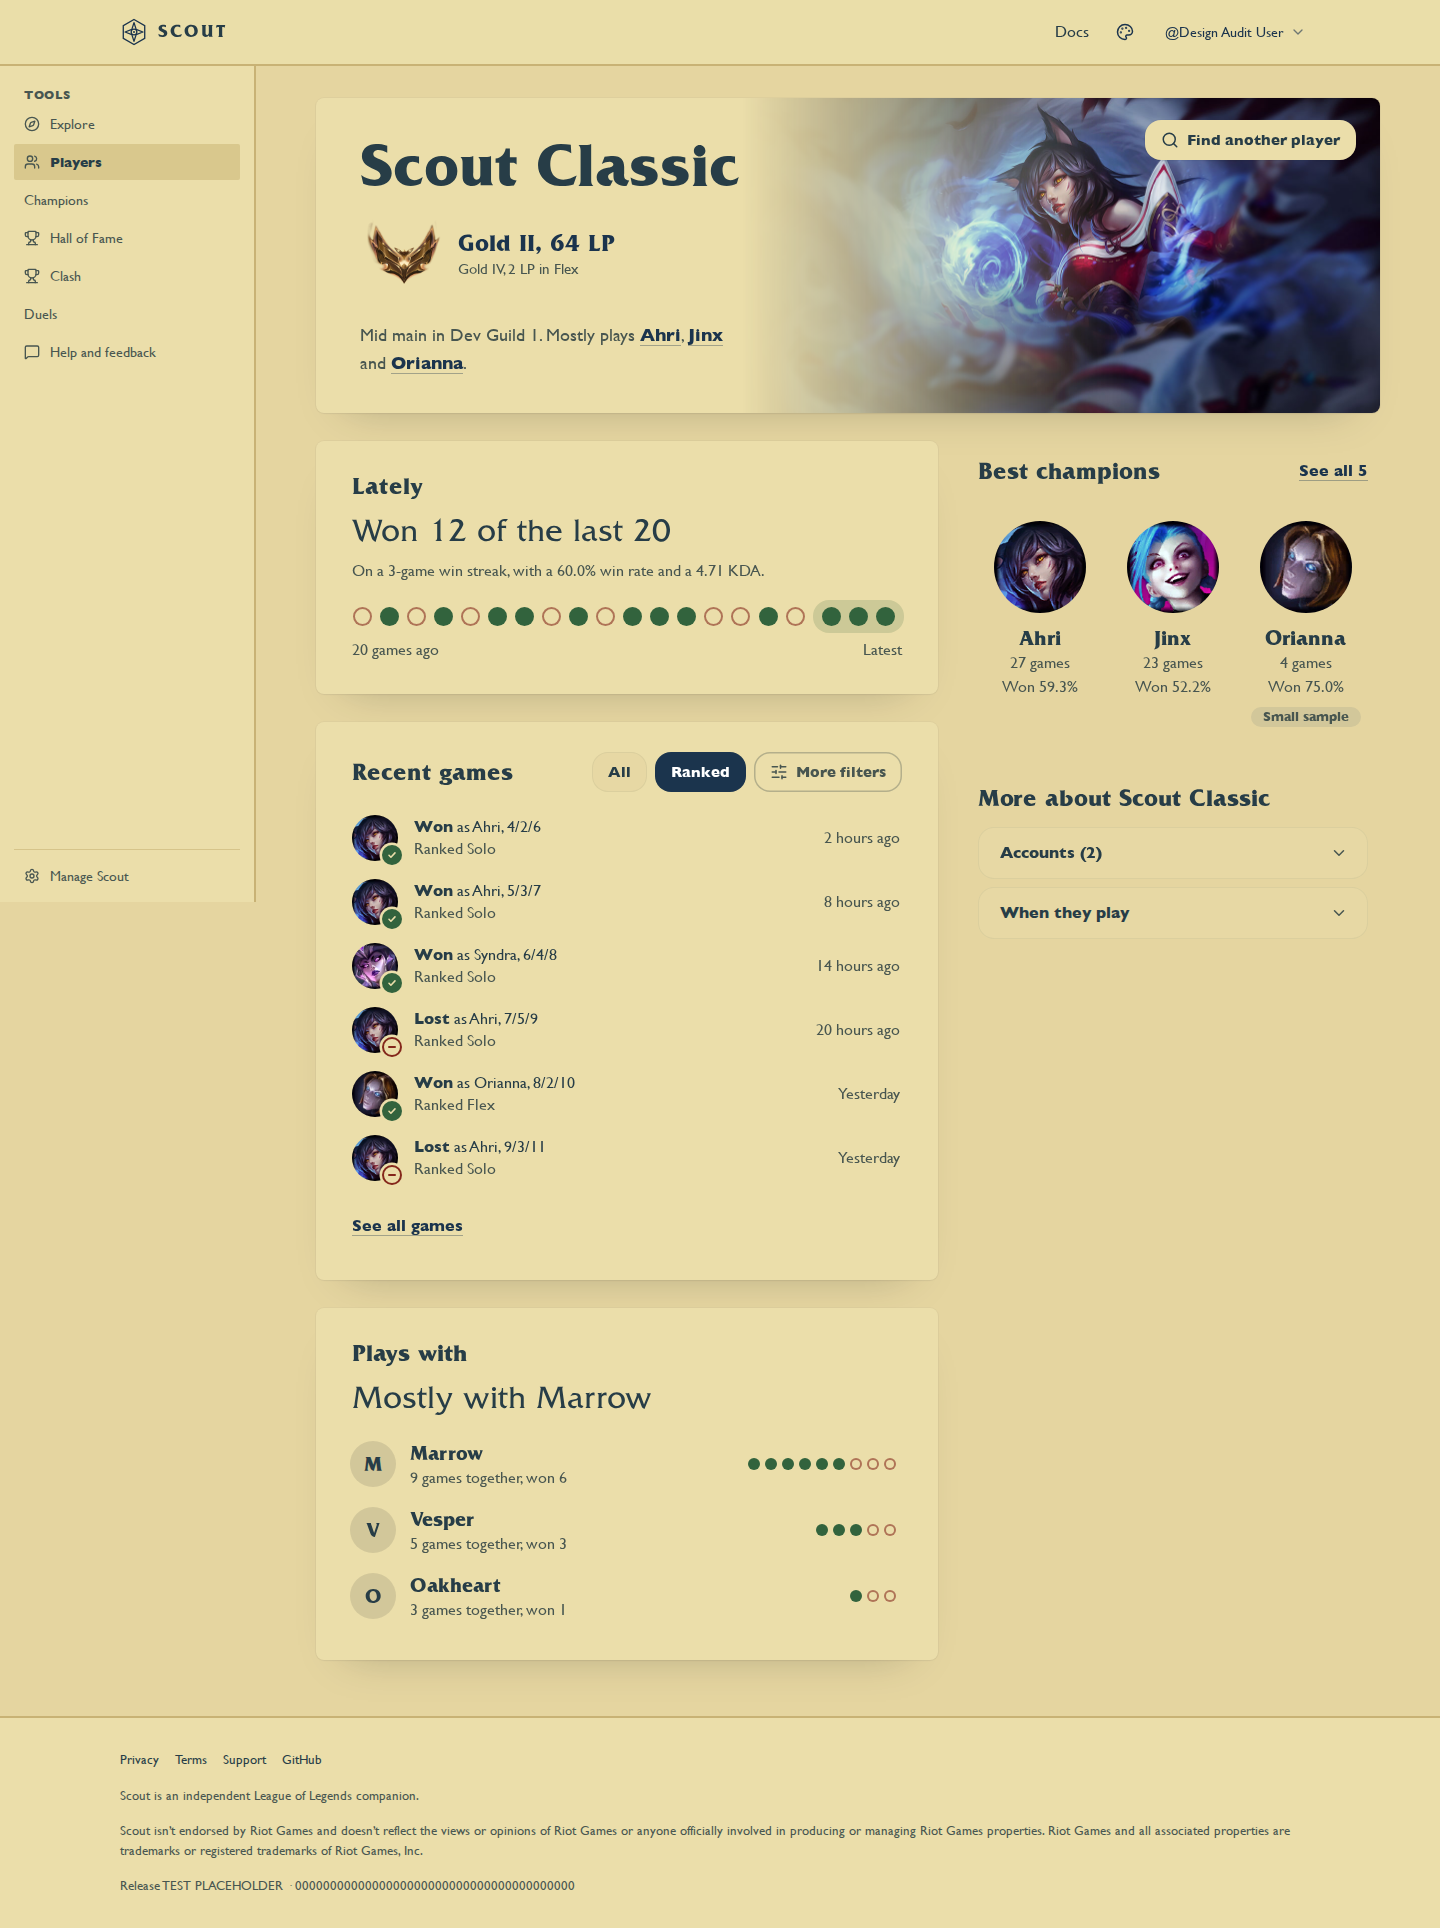 SCOUT
Docs
@Design Audit User
TOOLS
Explore
Players
Champions
Hall of Fame
Clash
Duels
Help and feedback
Manage Scout
Scout Classic
Find another player
Gold II, 64 LP
Gold IV, 2 LP in Flex
Mid main in Dev Guild 1. Mostly plays Ahri, Jinx
and Orianna.
Lately
Won 12 of the last 20
On a 3-game win streak, with a 60.0% win rate and a 4.71 KDA.
20 games ago
Latest
Best champions
See all 5
Ahri
27 games
Won 59.3%
Jinx
23 games
Won 52.2%
Orianna
4 games
Won 75.0%
Small sample
More about Scout Classic
Accounts (2)
When they play
Recent games
All
Ranked
More filters
Won as Ahri, 4/2/6
Ranked Solo
2 hours ago
Won as Ahri, 5/3/7
Ranked Solo
8 hours ago
Won as Syndra, 6/4/8
Ranked Solo
14 hours ago
Lost as Ahri, 7/5/9
Ranked Solo
20 hours ago
Won as Orianna, 8/2/10
Ranked Flex
Yesterday
Lost as Ahri, 9/3/11
Ranked Solo
Yesterday
See all games
Plays with
Mostly with Marrow
M
Marrow
9 games together, won 6
V
Vesper
5 games together, won 3
O
Oakheart
3 games together, won 1
Privacy
Terms
Support
GitHub
Scout is an independent League of Legends companion.
Scout isn't endorsed by Riot Games and doesn't reflect the views or opinions of Riot Games or anyone officially involved in producing or managing Riot Games properties. Riot Games and all associated properties are
trademarks or registered trademarks of Riot Games, Inc.
Release TEST PLACEHOLDER · 0000000000000000000000000000000000000000